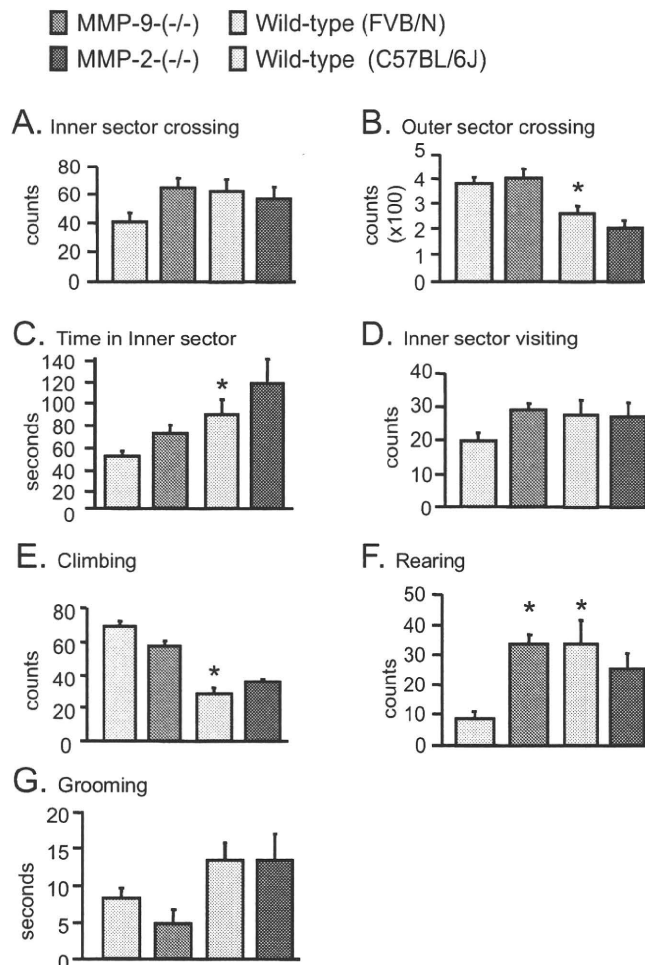 MMP-9-(-/-) Wild-type (FVB/N)
MMP-2-(-/-) Wild-type (C57BL/6J)
A. Inner sector crossing
80
60
40
20
0
counts
B. Outer sector crossing
5
4
3
2
1
0
counts
(x100)
*
C. Time in Inner sector
140
120
100
80
60
40
20
0
seconds
*
D. Inner sector visiting
30
20
10
0
counts
E. Climbing
80
60
40
20
0
counts
*
F. Rearing
50
40
30
20
10
0
counts
* *
G. Grooming
20
15
10
5
0
seconds